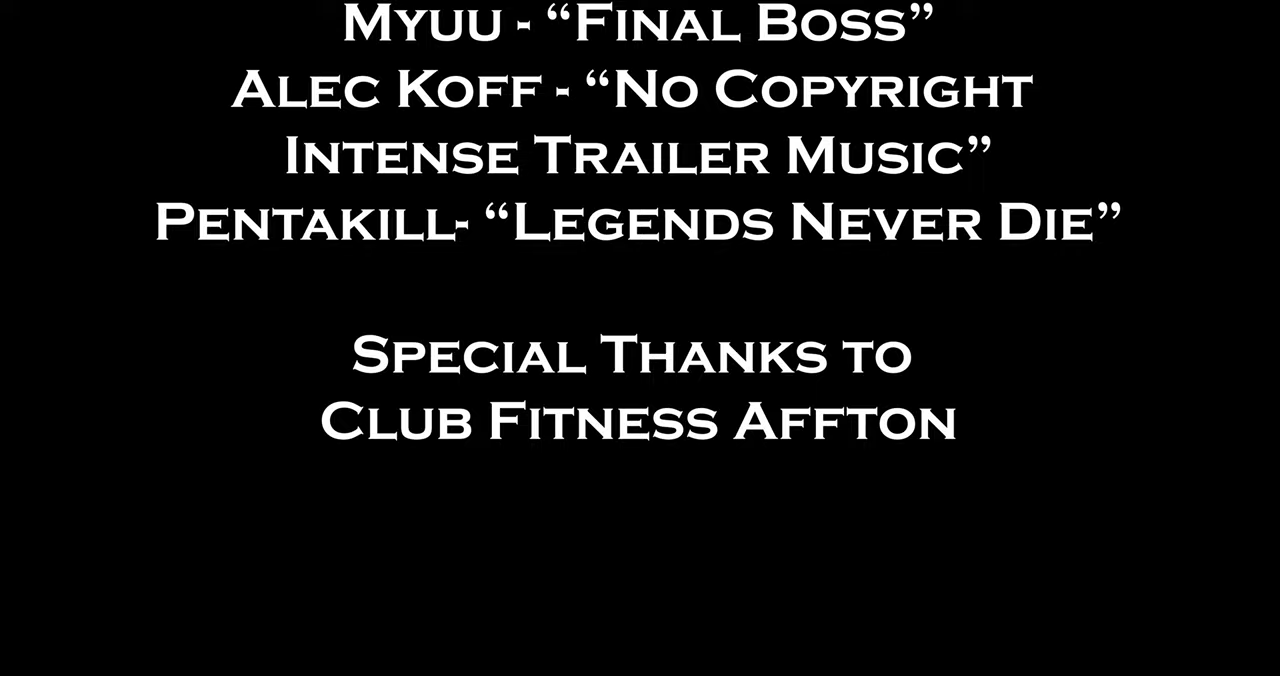 Myuu - “Final Boss”
Alec Koff - “No Copyright
Intense Trailer Music”
Pentakill- “Legends Never Die”
Special Thanks to
Club Fitness Affton